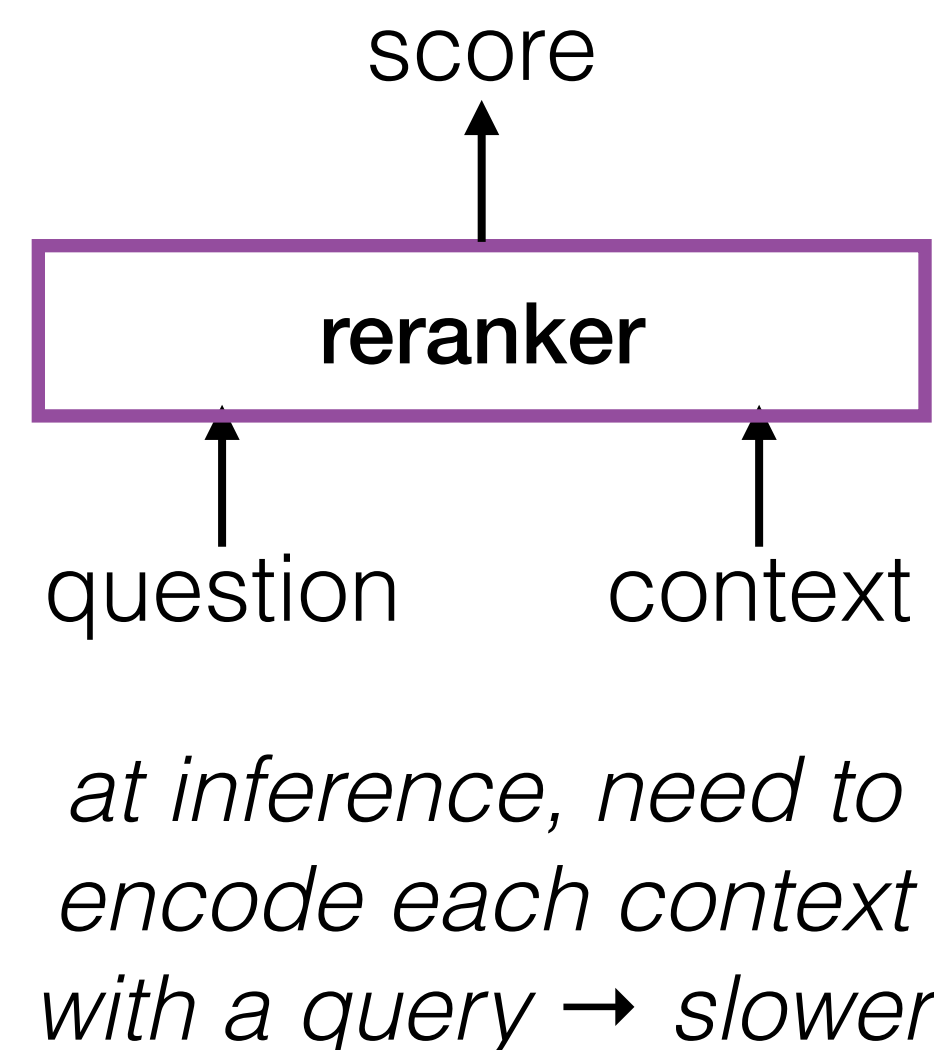 score
reranker
question context
at inference, need to
encode each context
with a query → slower